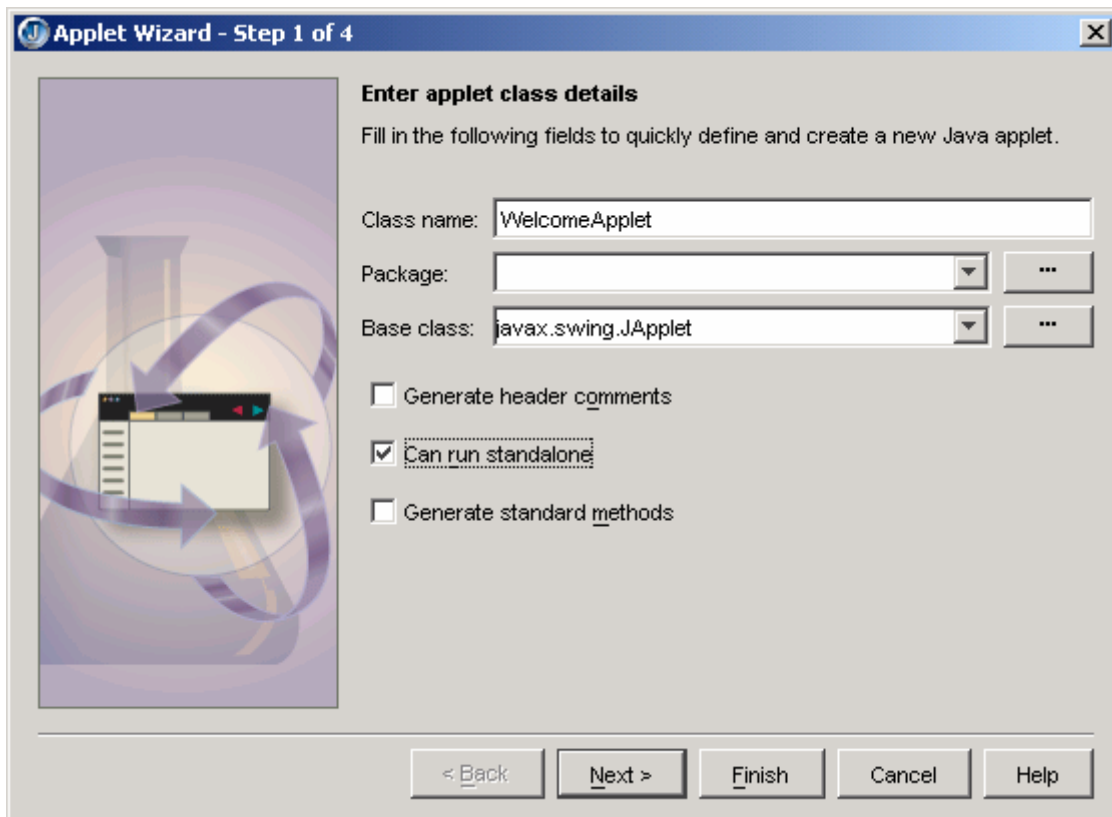 Applet Wizard - Step 1 of 4
Enter applet class details
Fill in the following fields to quickly define and create a new Java applet.
Class name: WelcomeApplet
Package: ...
Base class: javax.swing.JApplet ...
Generate header comments
Can run standalone
Generate standard methods
< Back Next > Finish Cancel Help